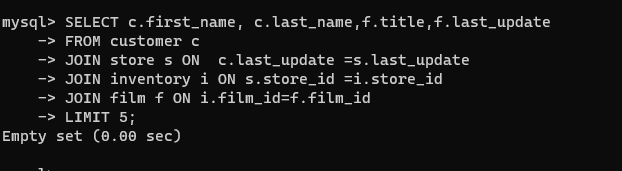 mysql> SELECT c.first_name, c.last_name,f.title,f.last_update
    -> FROM customer c
    -> JOIN store s ON  c.last_update =s.last_update
    -> JOIN inventory i ON s.store_id =i.store_id
    -> JOIN film f ON i.film_id=f.film_id
    -> LIMIT 5;
Empty set (0.00 sec)